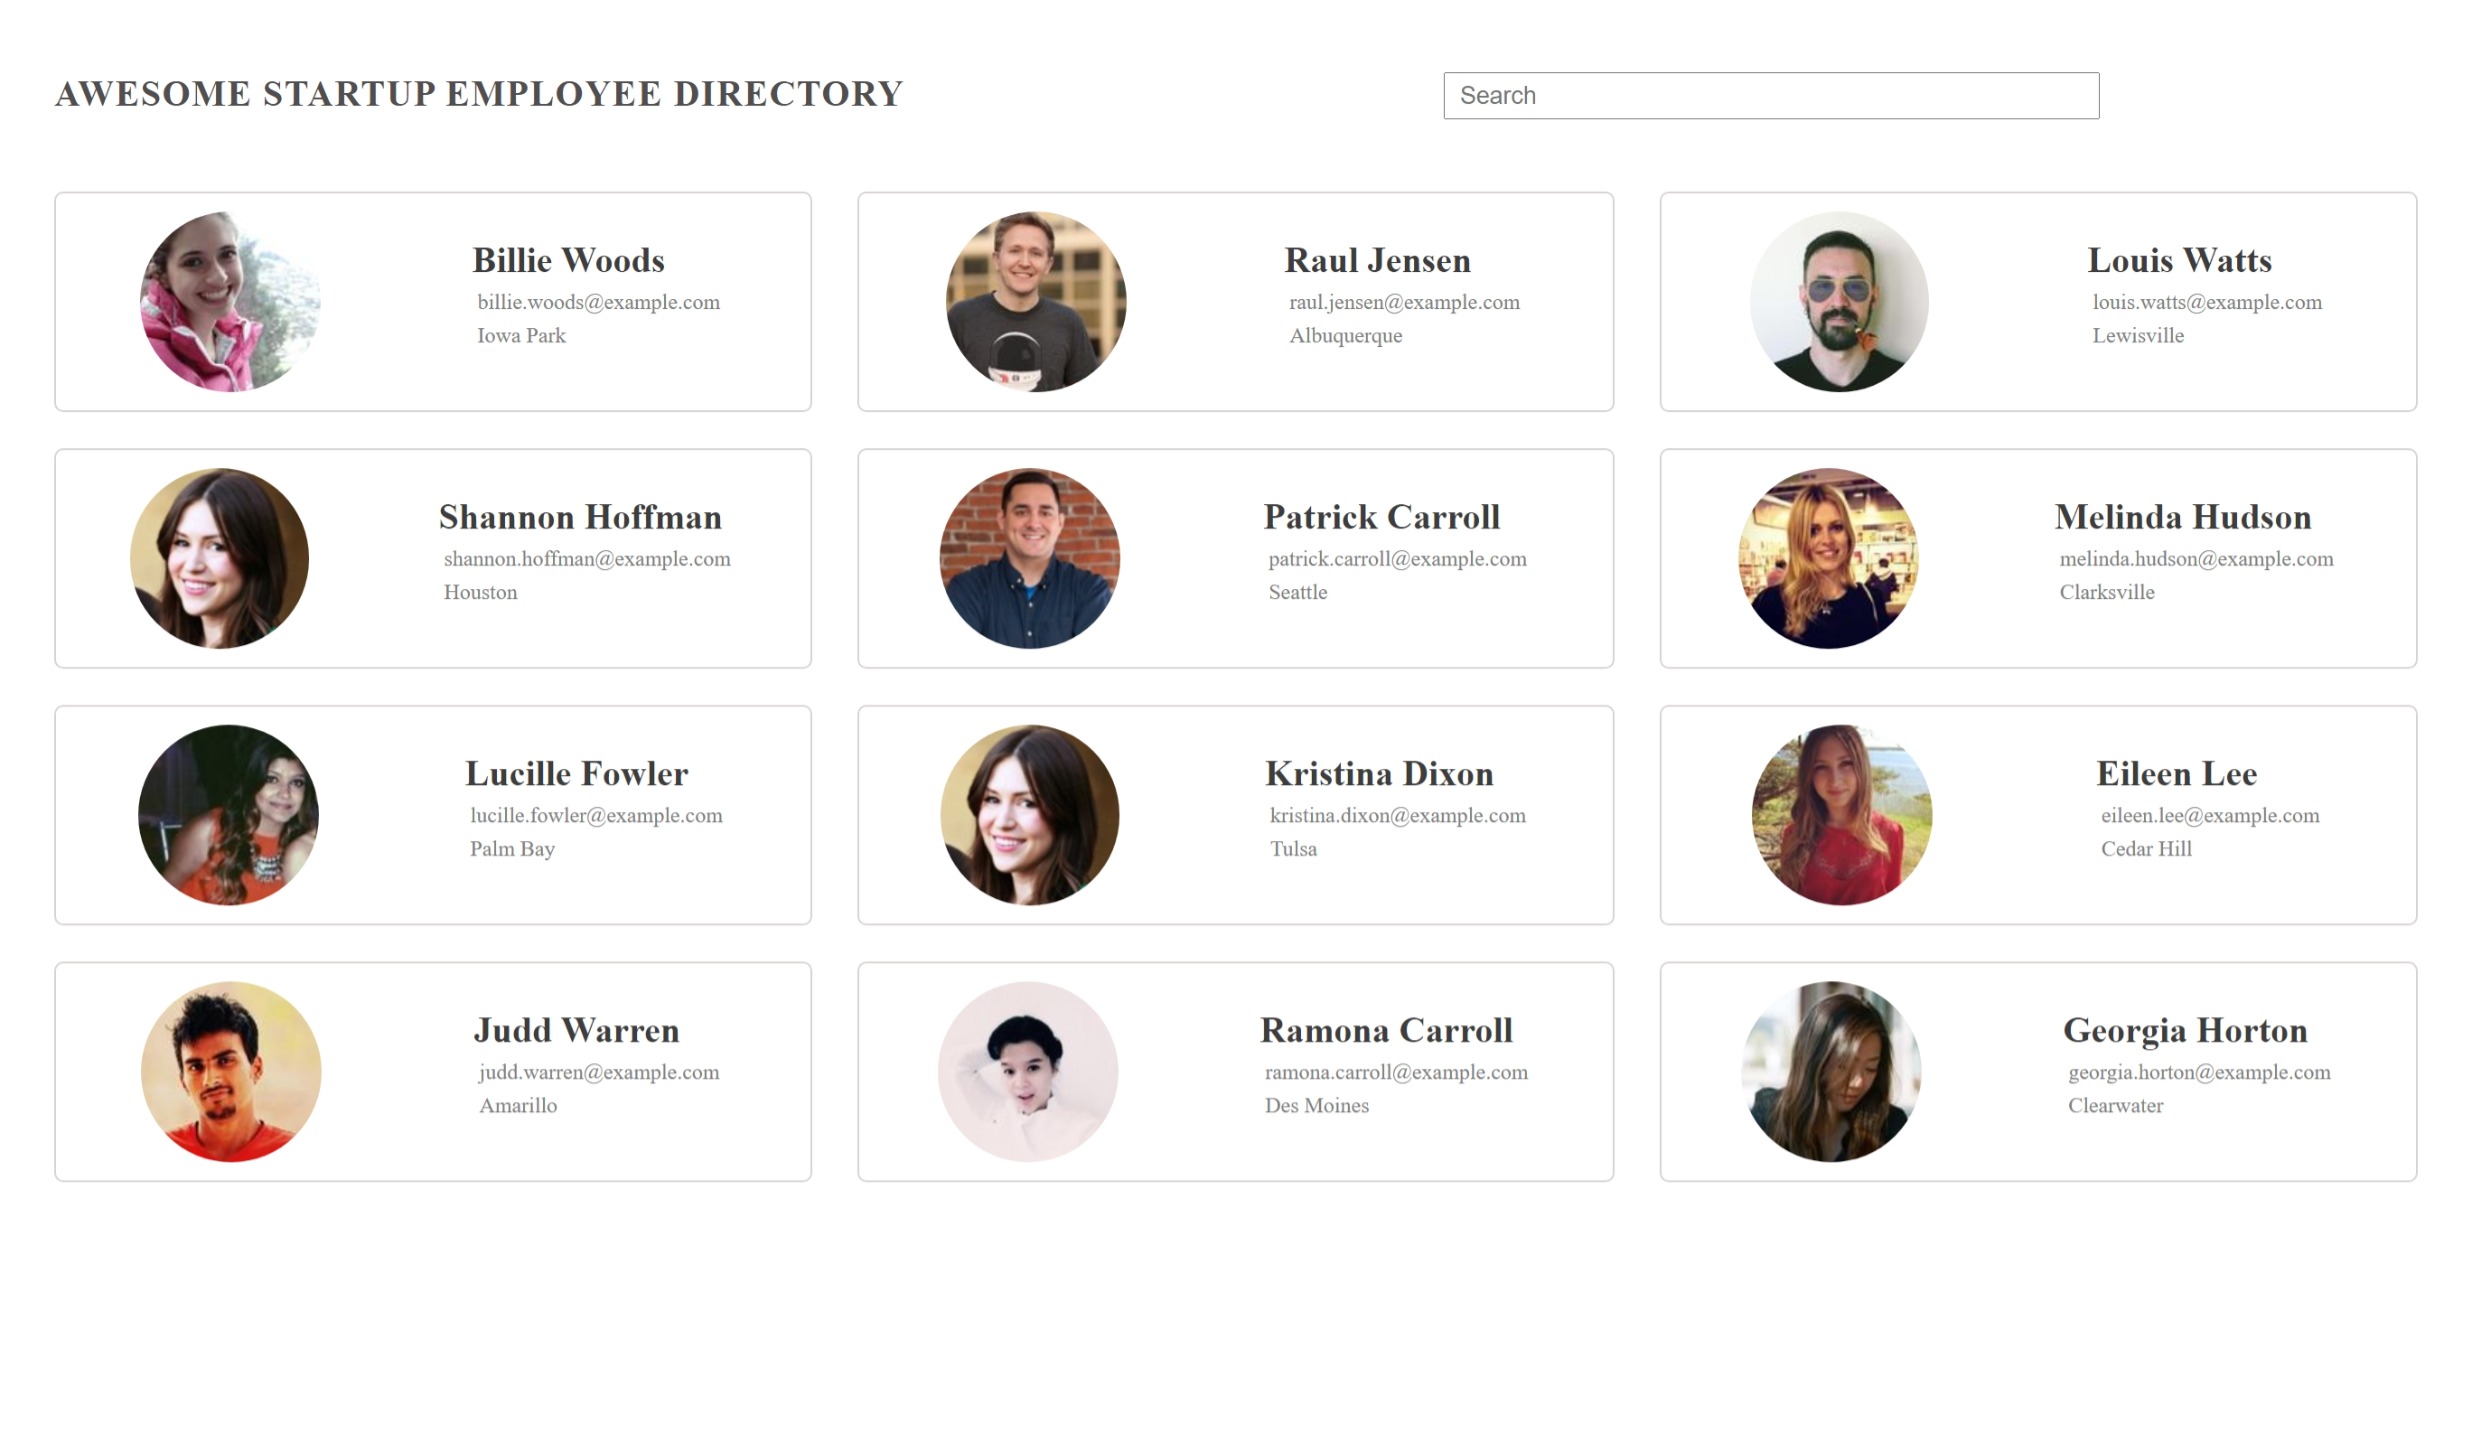 AWESOME STARTUP EMPLOYEE DIRECTORY
Search
Billie Woods
billie.woods@example.com
Iowa Park
Raul Jensen
raul.jensen@example.com
Albuquerque
Louis Watts
louis.watts@example.com
Lewisville
Shannon Hoffman
shannon.hoffman@example.com
Houston
Patrick Carroll
patrick.carroll@example.com
Seattle
Melinda Hudson
melinda.hudson@example.com
Clarksville
Lucille Fowler
lucille.fowler@example.com
Palm Bay
Kristina Dixon
kristina.dixon@example.com
Tulsa
Eileen Lee
eileen.lee@example.com
Cedar Hill
Judd Warren
judd.warren@example.com
Amarillo
Ramona Carroll
ramona.carroll@example.com
Des Moines
Georgia Horton
georgia.horton@example.com
Clearwater